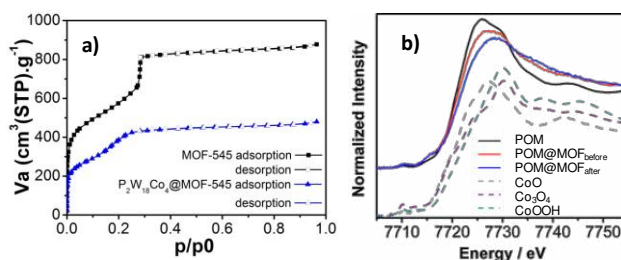 a)
Va (cm³(STP).g⁻¹)
1000
800
600
400
200
0
MOF-545 adsorption
desorption
P₂W₁₈Co₄@MOF-545 adsorption
desorption
0.0 0.2 0.4 0.6 0.8 1.0
p/p0
b)
Normalized Intensity
POM
POM@MOFbefore
POM@MOFafter
CoO
Co₃O₄
CoOOH
7710 7720 7730 7740 7750
Energy / eV